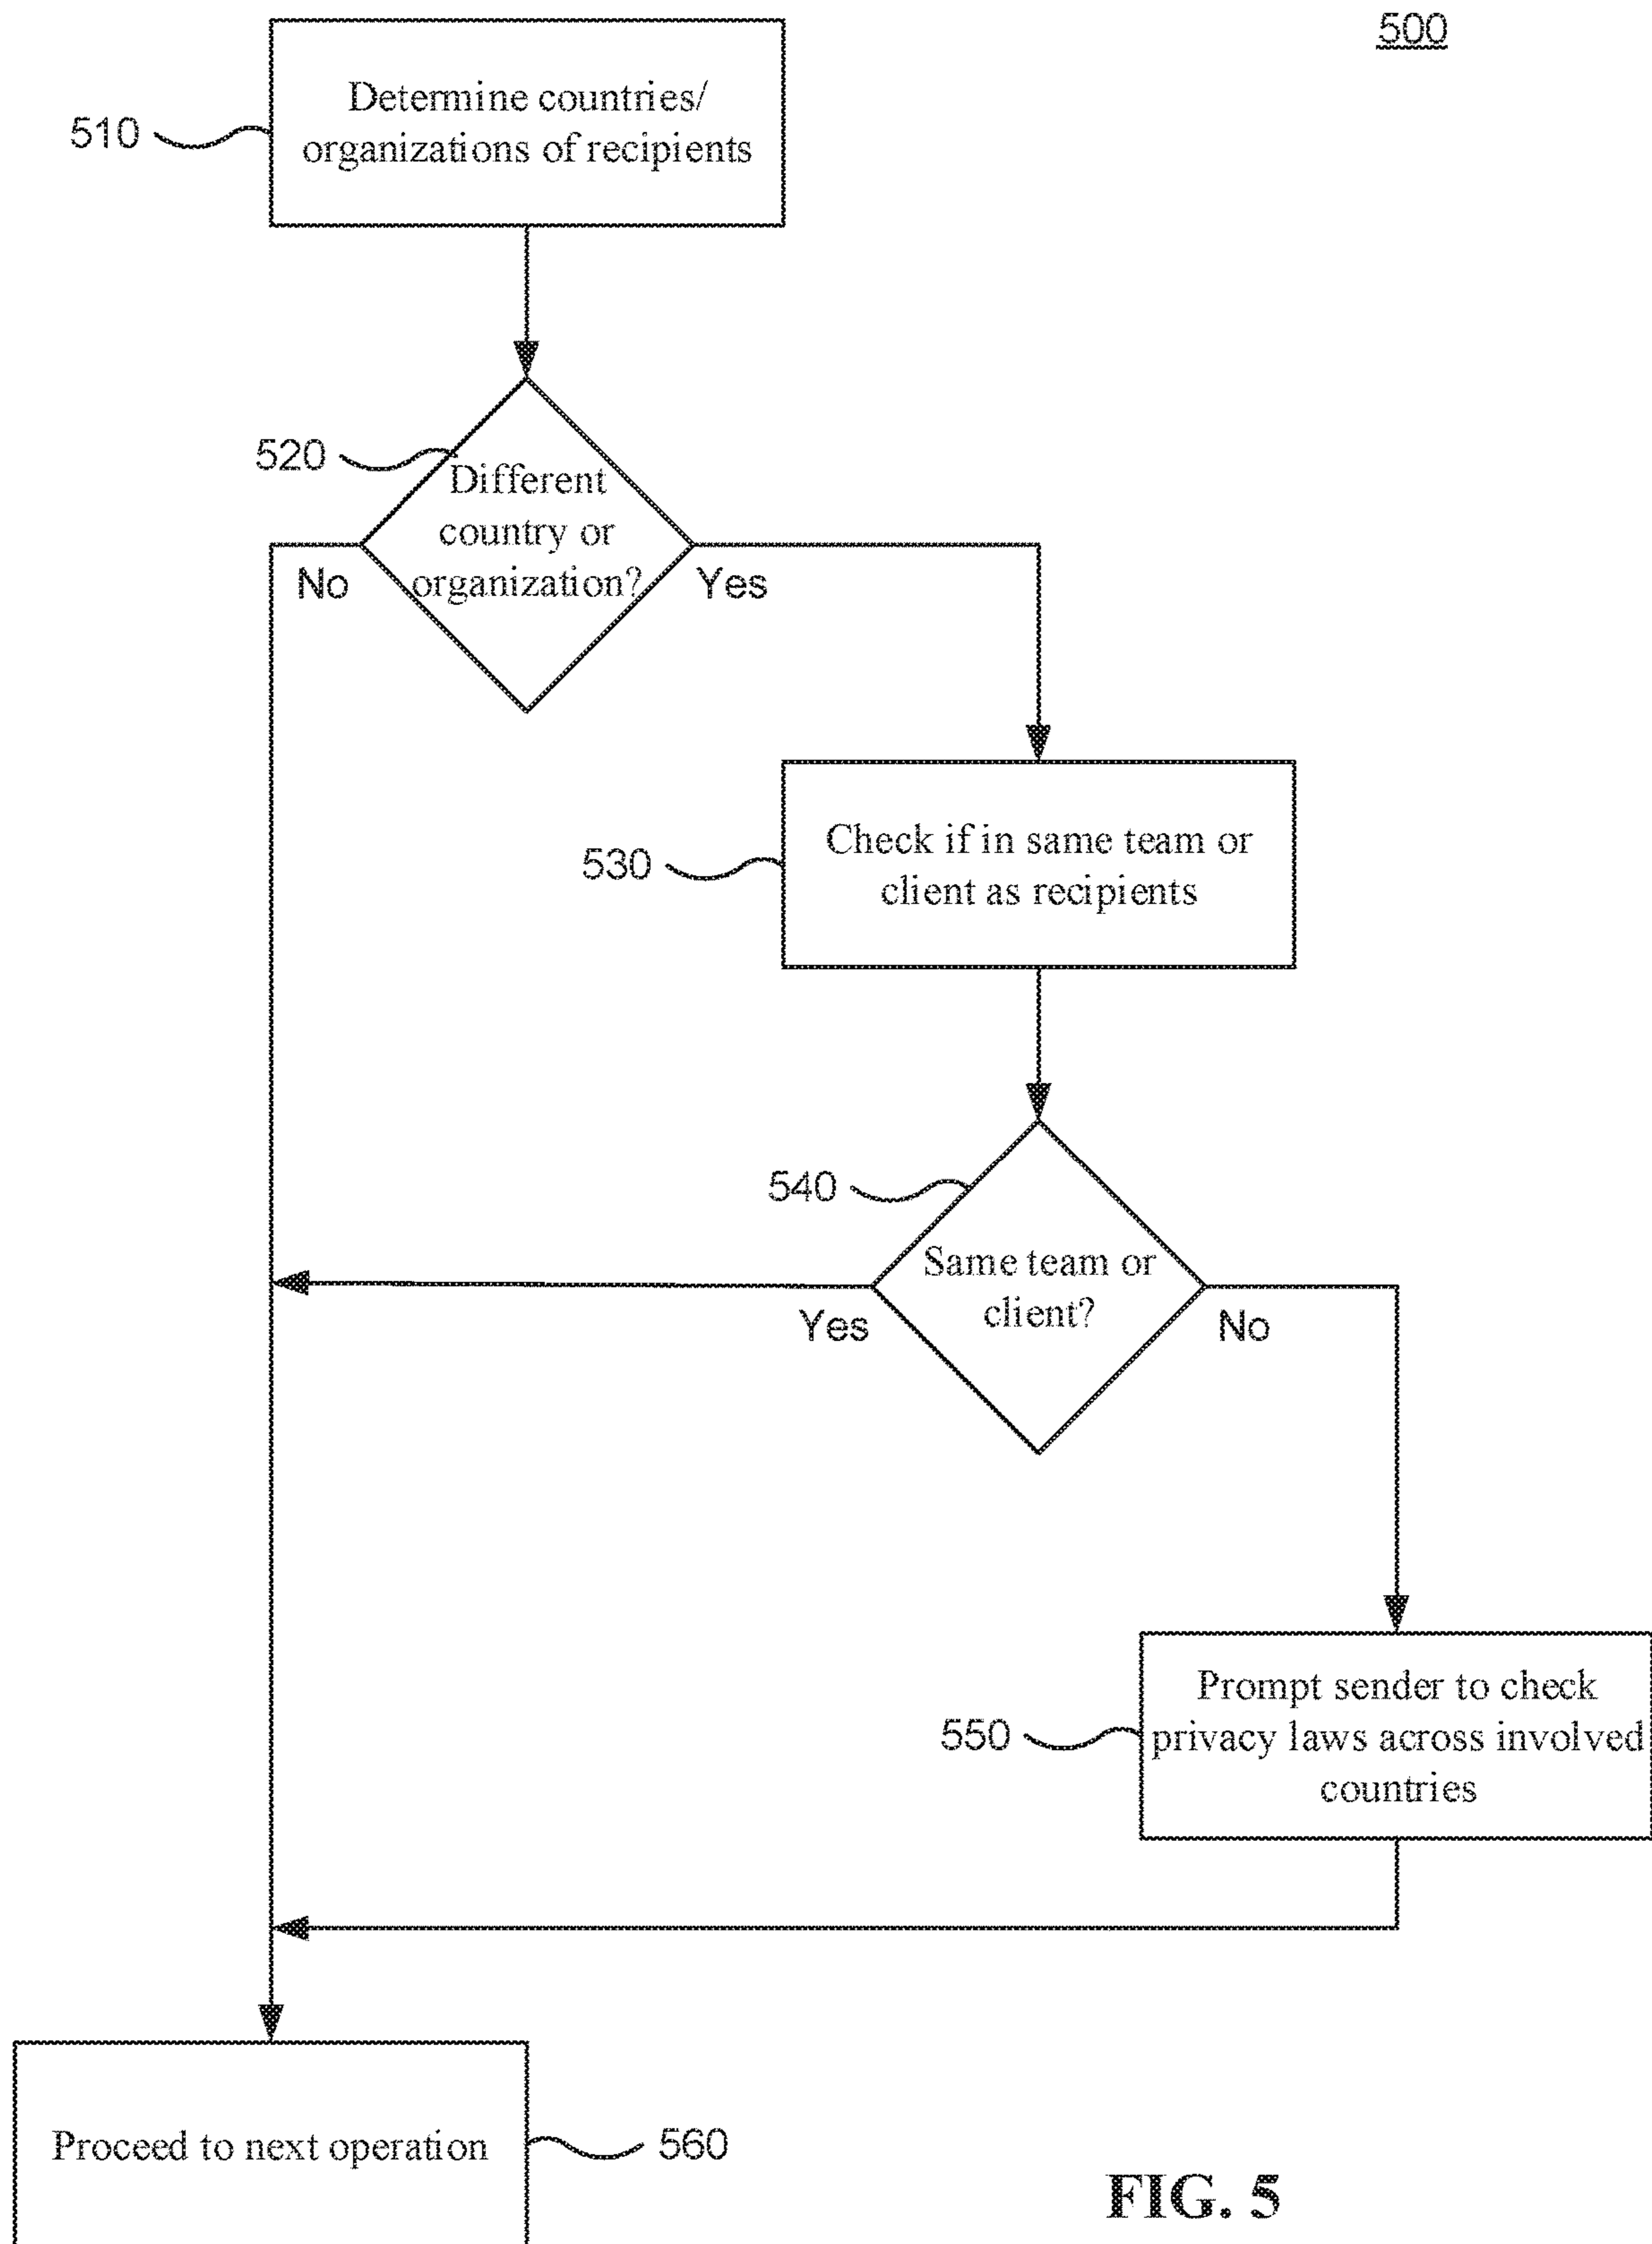 500
Determine countries/
organizations of recipients
510
520
Different
country or
organization?
No
Yes
530
Check if in same team or
client as recipients
540
Same team or
client?
Yes
No
Prompt sender to check
550
privacy laws across involved
countries
Proceed to next operation
560
FIG. 5